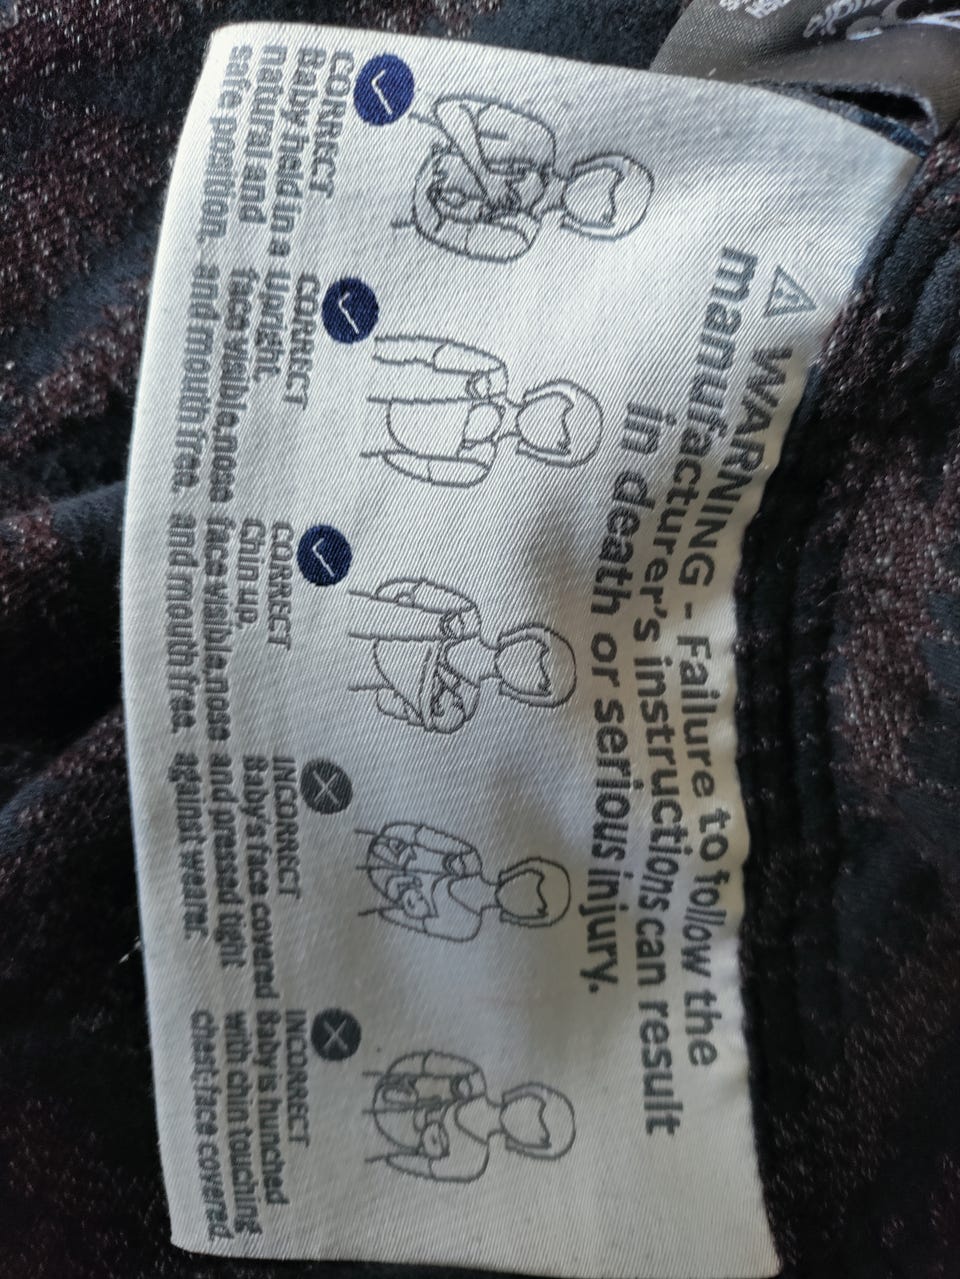 ⚠ WARNING - Failure to follow the
manufacturer's instructions can result
in death or serious injury.
CORRECT
Baby held in a
natural and
safe position.
CORRECT
Upright,
face visible, nose
and mouth free.
CORRECT
Chin up,
face visible, nose
and mouth free.
INCORRECT
Baby's face covered
and pressed tight
against wearer.
INCORRECT
Baby is hunched
with chin touching
chest: face covered.